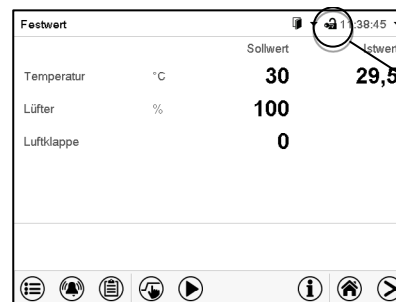 Festwert 11:38:45
Sollwert Istwert
Temperatur °C 30 29,5
Lüfter % 100
Luftklappe 0